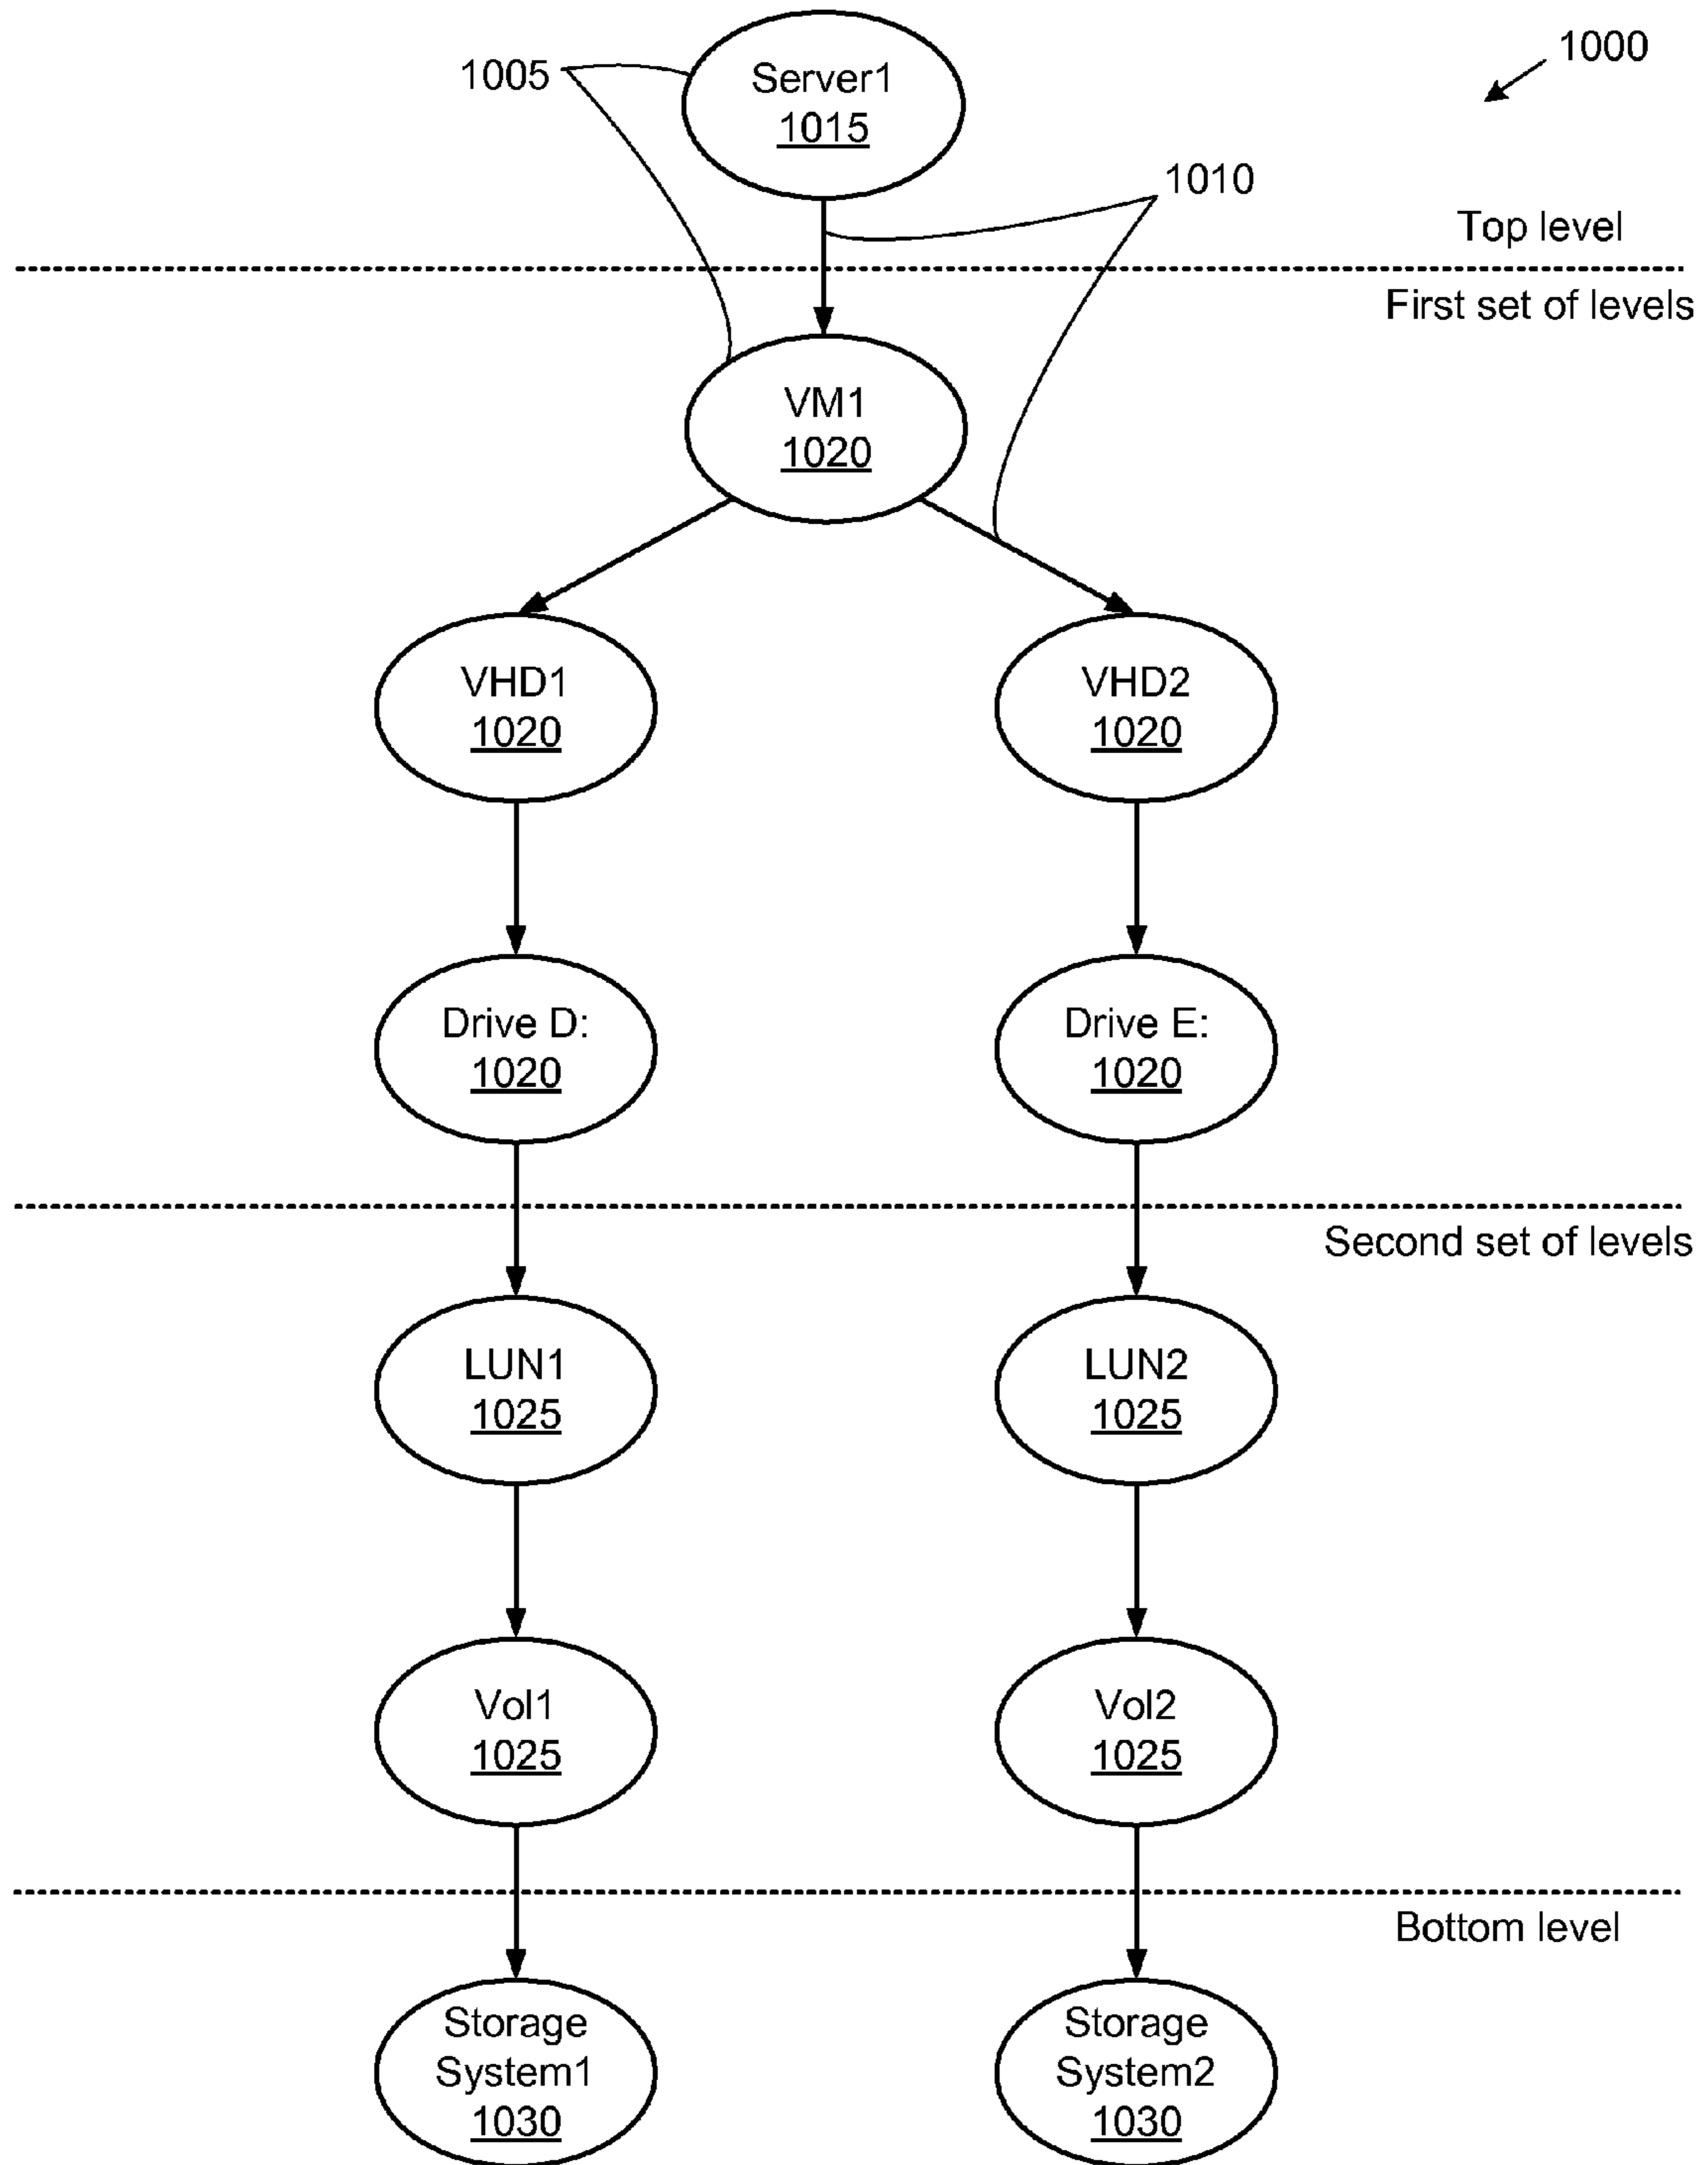 1000
1005
Server1
1015
1010
Top level
First set of levels
VM1
1020
VHD1
1020
VHD2
1020
Drive D:
1020
Drive E:
1020
Second set of levels
LUN1
1025
LUN2
1025
Vol1
1025
Vol2
1025
Bottom level
Storage
System1
1030
Storage
System2
1030